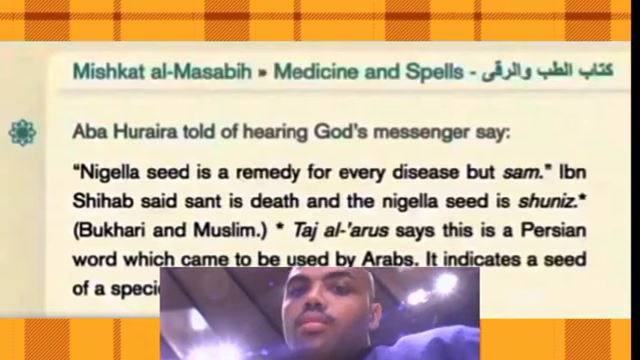 Mishkat al-Masabih » Medicine and Spells - كتاب الطب والرقى
Aba Huraira told of hearing God's messenger say:
"Nigella seed is a remedy for every disease but sam." Ibn
Shihab said sant is death and the nigella seed is shuniz.*
(Bukhari and Muslim.) * Taj al-'arus says this is a Persian
word which came to be used by Arabs. It indicates a seed
of a speci